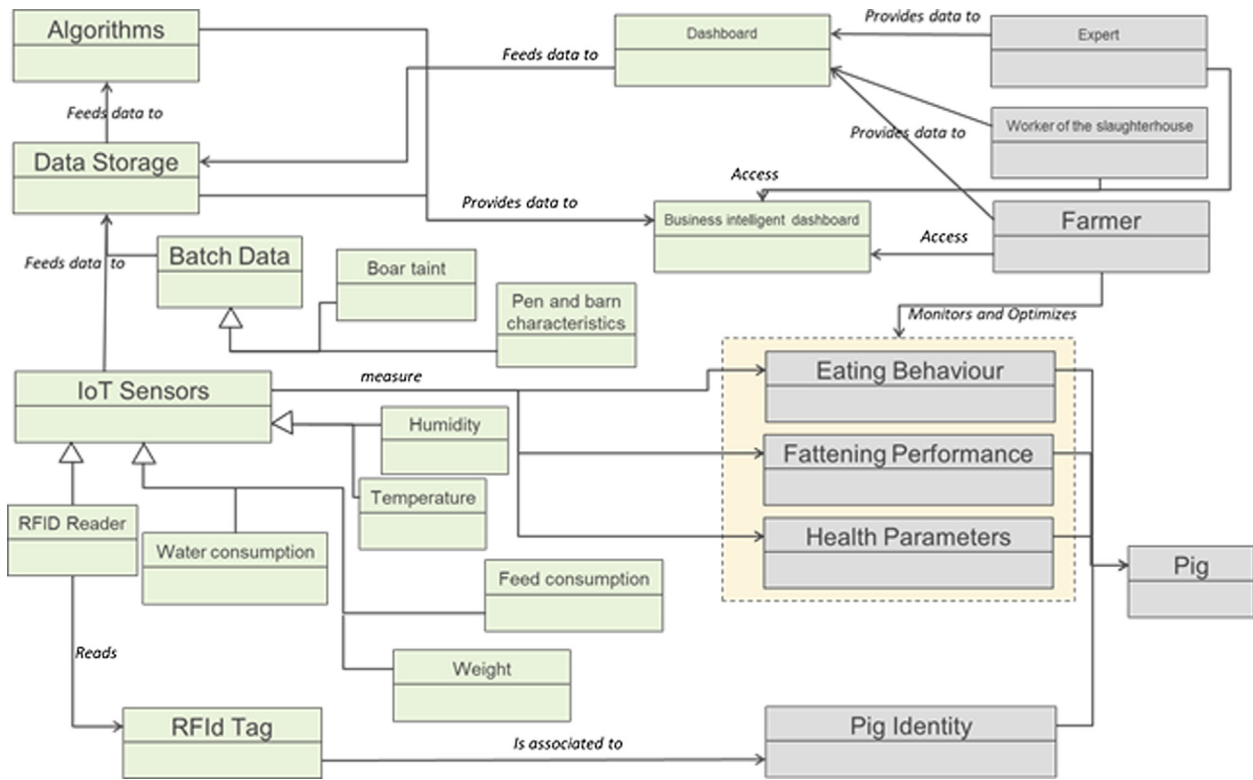 Algorithms
Dashboard
Provides data to
Expert
Feeds data to
Feeds data to
Worker of the slaughterhouse
Provides data to
Data Storage
Access
Provides data to
Business intelligent dashboard
Farmer
Access
Feeds data to
Batch Data
Boar taint
Pen and barn
characteristics
Monitors and Optimizes
IoT Sensors
measure
Eating Behaviour
Humidity
Fattening Performance
Temperature
RFID Reader
Health Parameters
Water consumption
Feed consumption
Pig
Reads
Weight
RFId Tag
Is associated to
Pig Identity